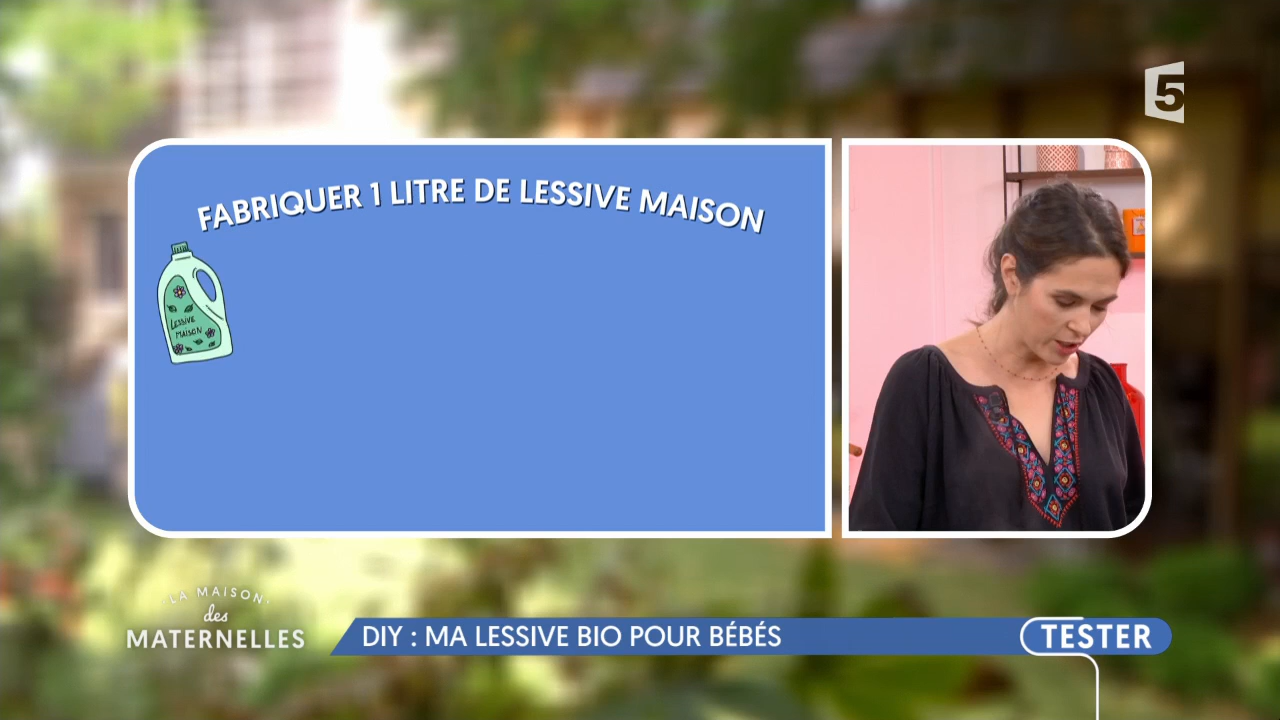 5
FABRIQUER 1 LITRE DE LESSIVE MAISON
LESSIVE
MAISON
LA MAISON
des
MATERNELLES
DIY : MA LESSIVE BIO POUR BÉBÉS
TESTER